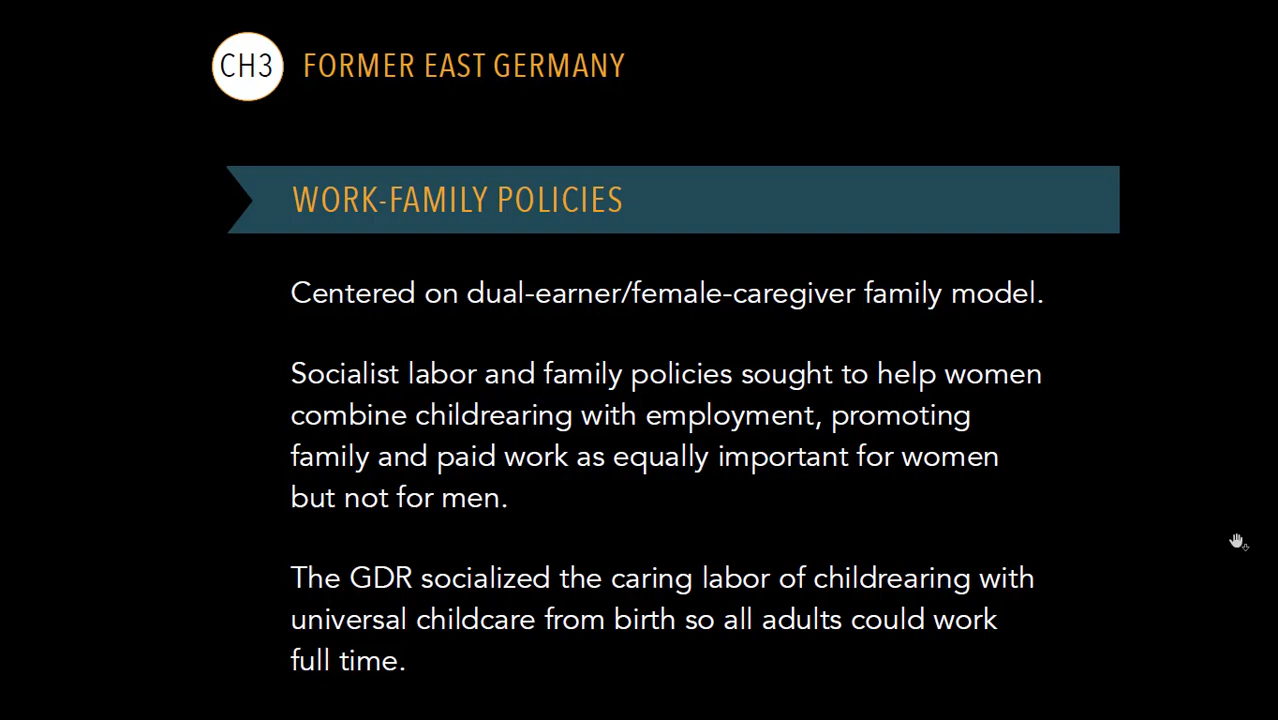 CH3 FORMER EAST GERMANY
WORK-FAMILY POLICIES
Centered on dual-earner/female-caregiver family model.
Socialist labor and family policies sought to help women
combine childrearing with employment, promoting
family and paid work as equally important for women
but not for men.
The GDR socialized the caring labor of childrearing with
universal childcare from birth so all adults could work
full time.